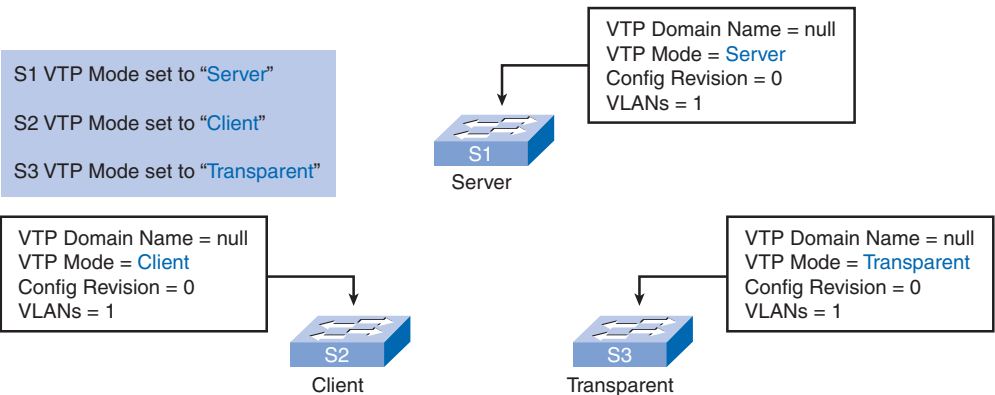 VTP Domain Name = null
VTP Mode = Server
Config Revision = 0
VLANs = 1
S1 VTP Mode set to “Server”
S2 VTP Mode set to “Client”
S3 VTP Mode set to “Transparent”
S1
Server
VTP Domain Name = null
VTP Mode = Client
Config Revision = 0
VLANs = 1
VTP Domain Name = null
VTP Mode = Transparent
Config Revision = 0
VLANs = 1
S2
Client
S3
Transparent